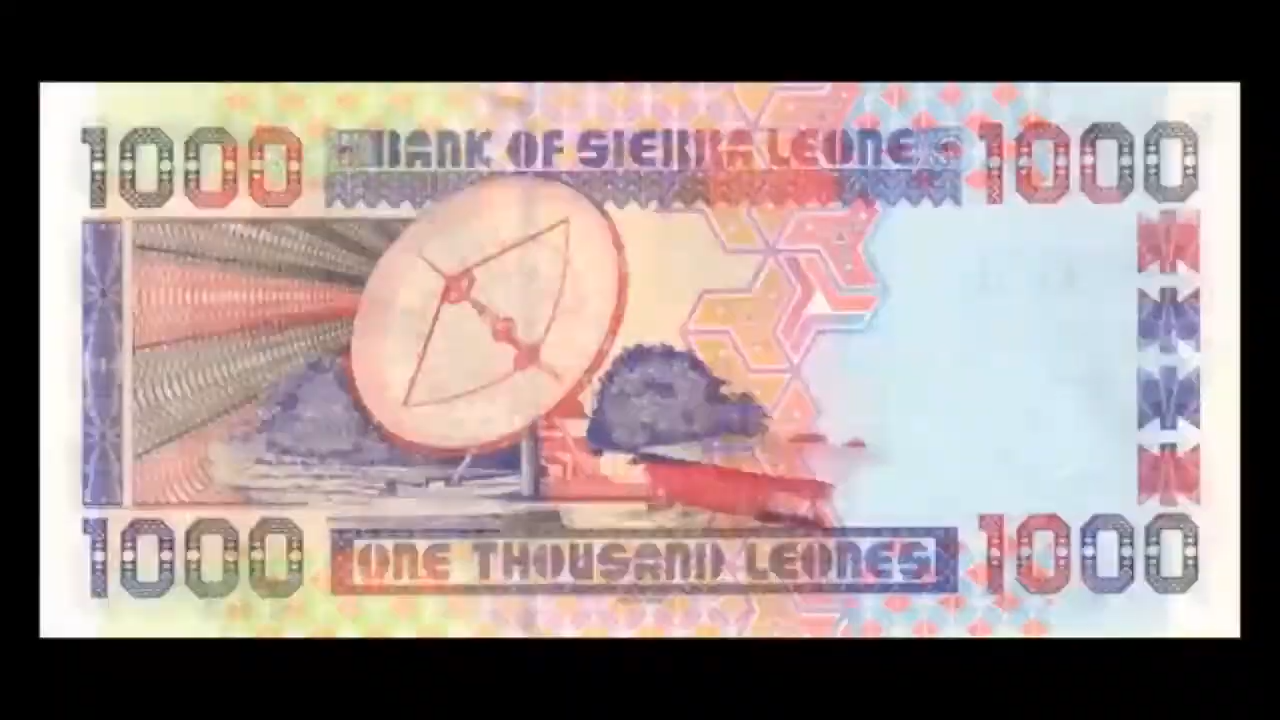 1000 BANK OF SIERRA LEONE 1000
1000 ONE THOUSAND LEONES 1000